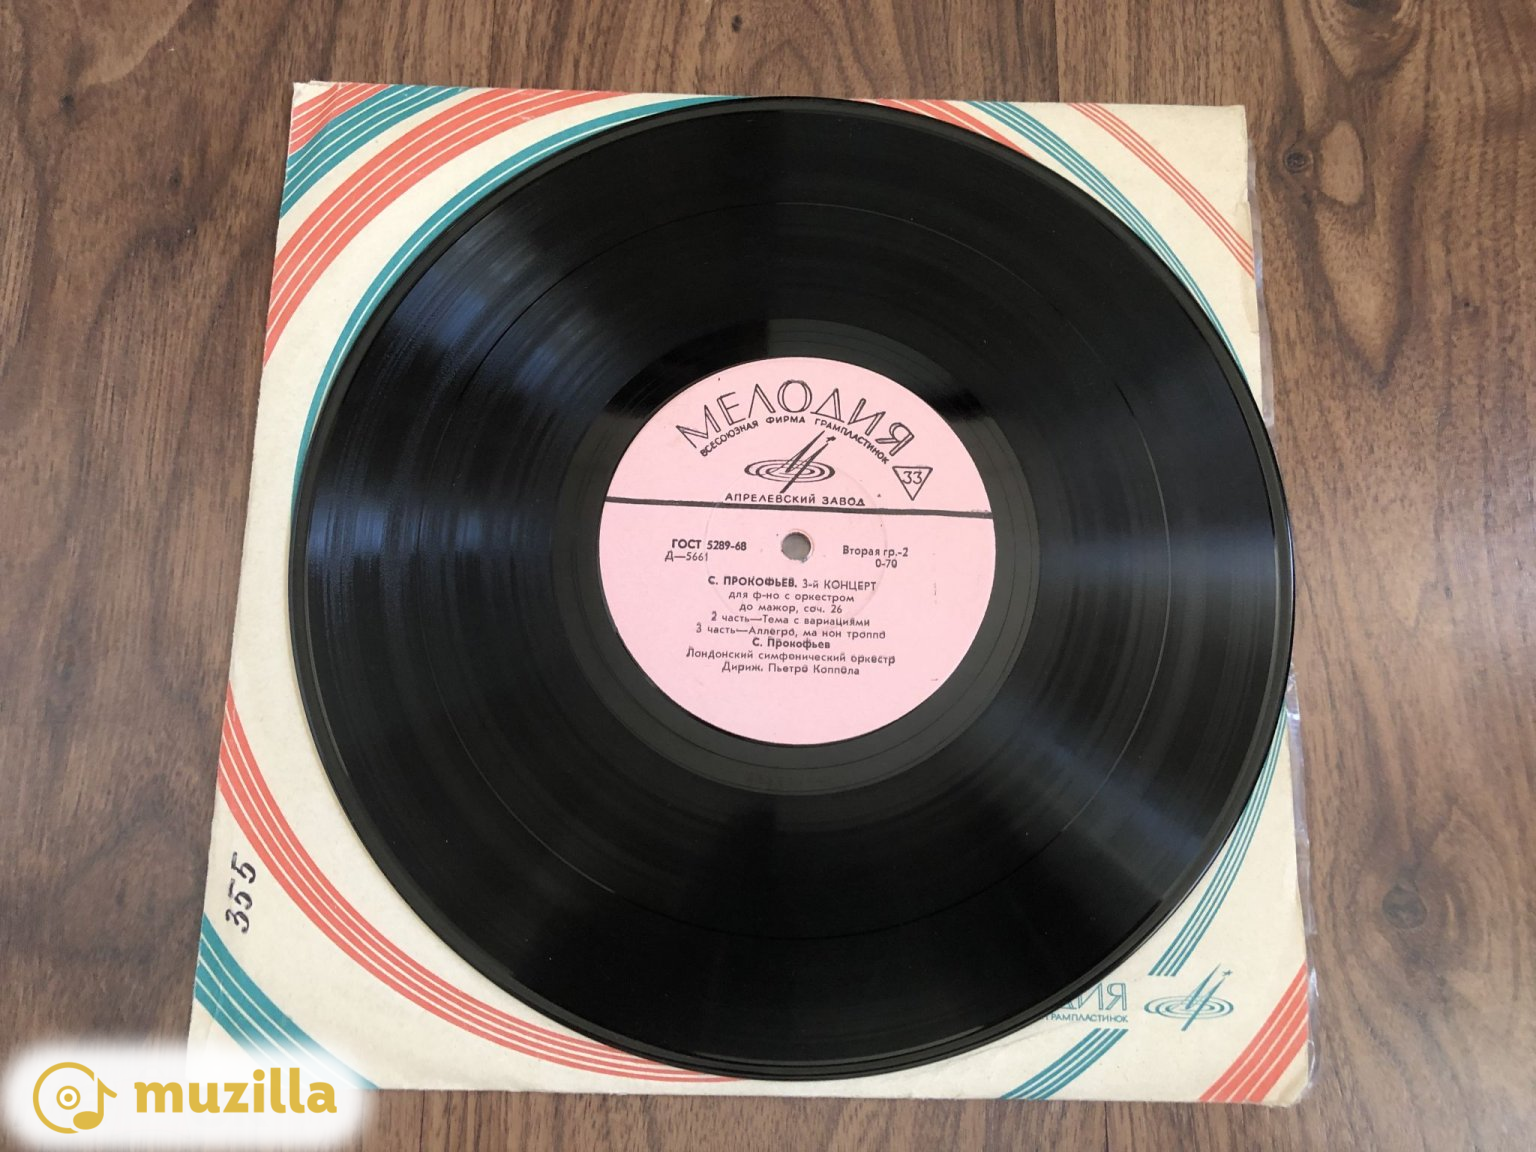 МЕЛОДИЯ
ВСЕСОЮЗНАЯ ФИРМА ГРАМПЛАСТИНОК
33
АПРЕЛЕВСКИЙ ЗАВОД
ГОСТ 5289-68
Д—5661
Вторая гр.-2
0-70
С. ПРОКОФЬЕВ. 3-й КОНЦЕРТ
для ф-но с оркестром
до мажор, соч. 26
2 часть—Тема с вариациями
3 часть—Аллегро, ма нон троппо
С. Прокофьев
Лондонский симфонический оркестр
Дириж. Пьетро Коппола
355
ИЯ
ГРАМПЛАСТИНОК
muzilla